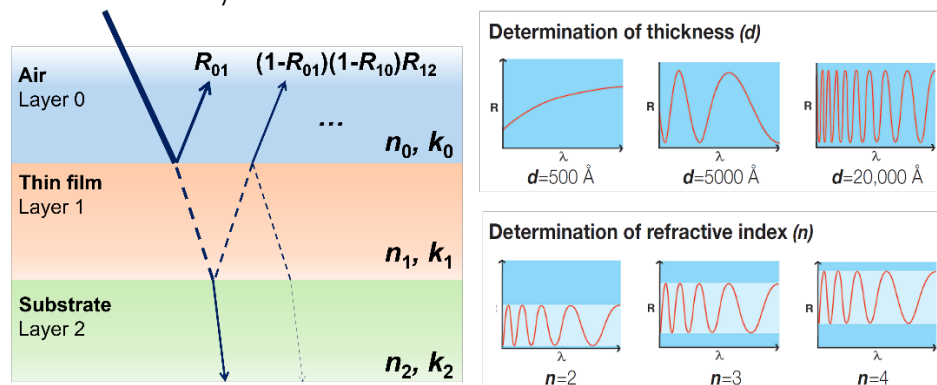 Air
Layer 0
R01
(1-R01)(1-R10)R12
...
n0, k0
Thin film
Layer 1
n1, k1
Substrate
Layer 2
n2, k2
Determination of thickness (d)
R
λ
d=500 Å
R
λ
d=5000 Å
R
λ
d=20,000 Å
Determination of refractive index (n)
λ
n=2
R
λ
n=3
R
λ
n=4